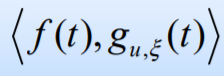 ⟨f(t), g_{u,ξ}(t)⟩